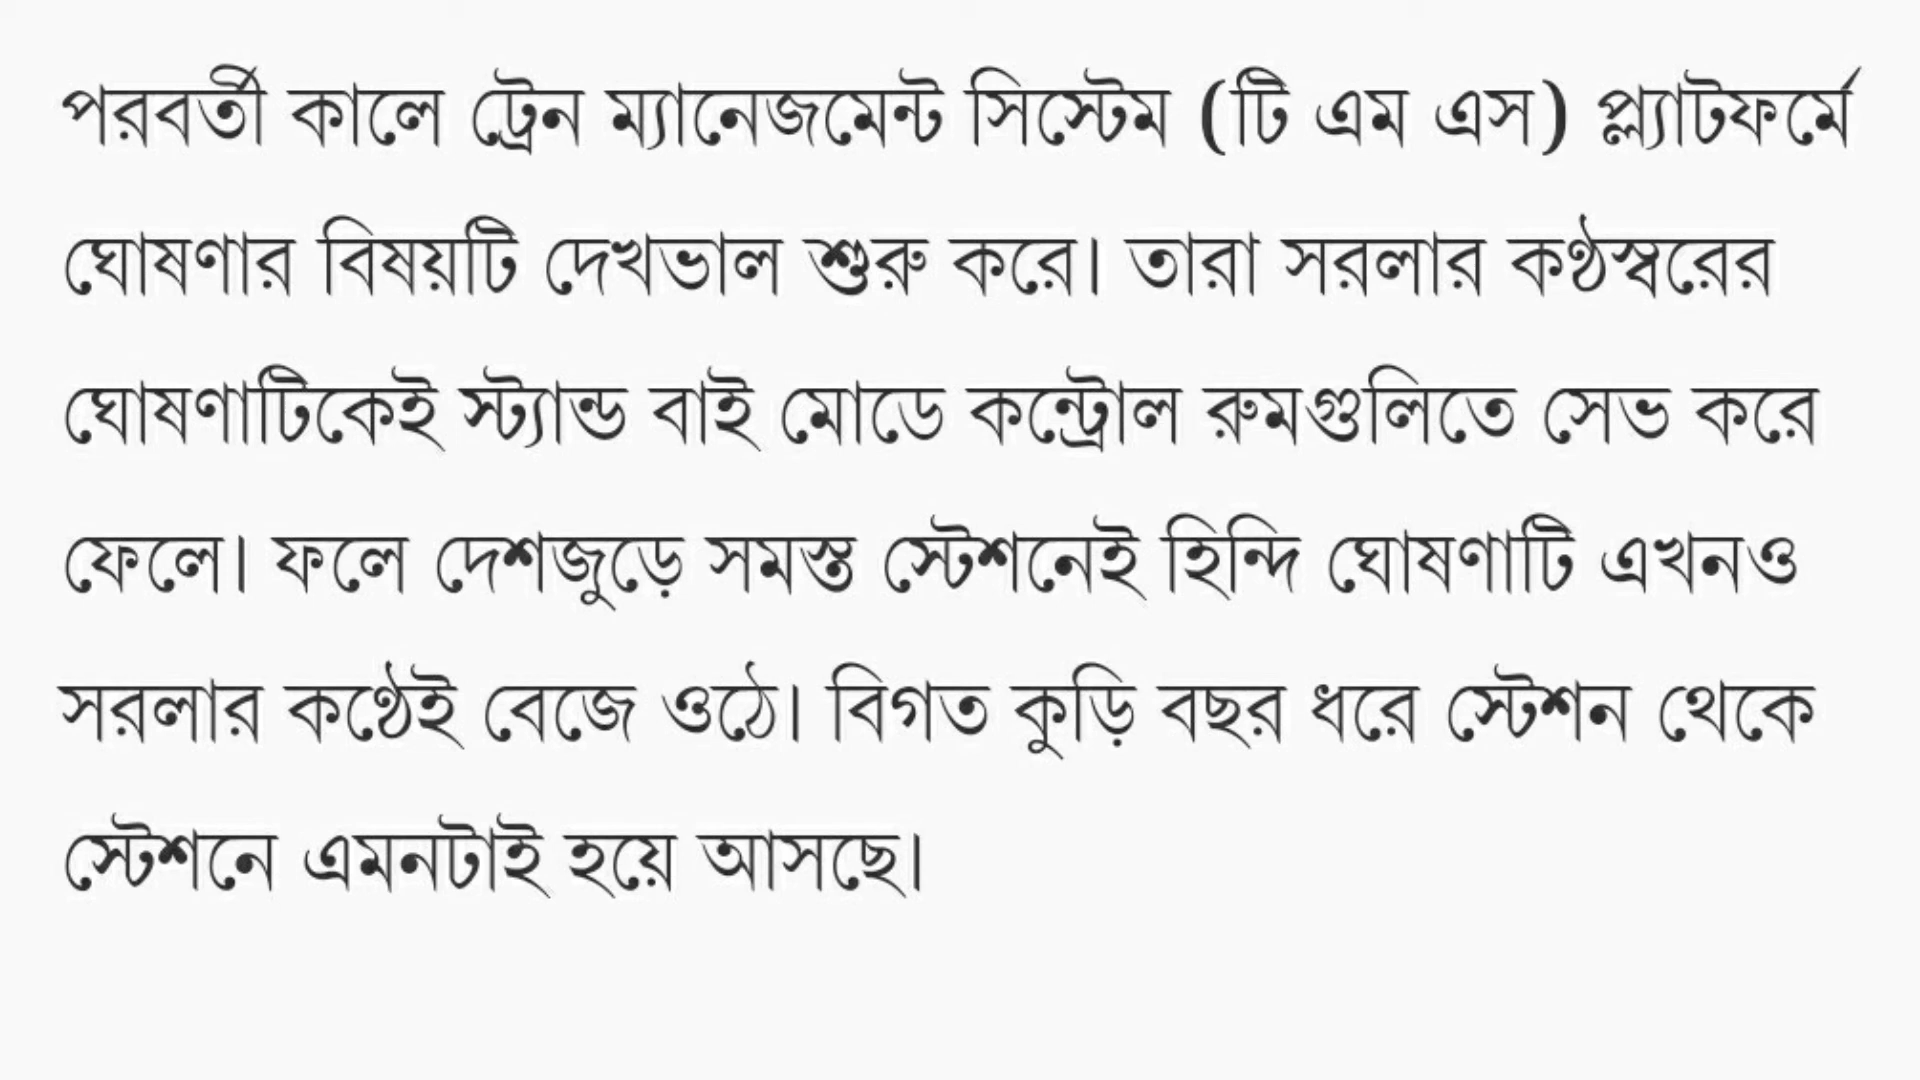 পরবর্তী কালে ট্রেন ম্যানেজমেন্ট সিস্টেম (টি এম এস) প্ল্যাটফর্মে
ঘোষণার বিষয়টি দেখভাল শুরু করে। তারা সরলার কণ্ঠস্বরের
ঘোষণাটিকেই স্ট্যান্ড বাই মোডে কন্ট্রোল রুমগুলিতে সেভ করে
ফেলে। ফলে দেশজুড়ে সমস্ত স্টেশনেই হিন্দি ঘোষণাটি এখনও
সরলার কণ্ঠেই বেজে ওঠে। বিগত কুড়ি বছর ধরে স্টেশন থেকে
স্টেশনে এমনটাই হয়ে আসছে।